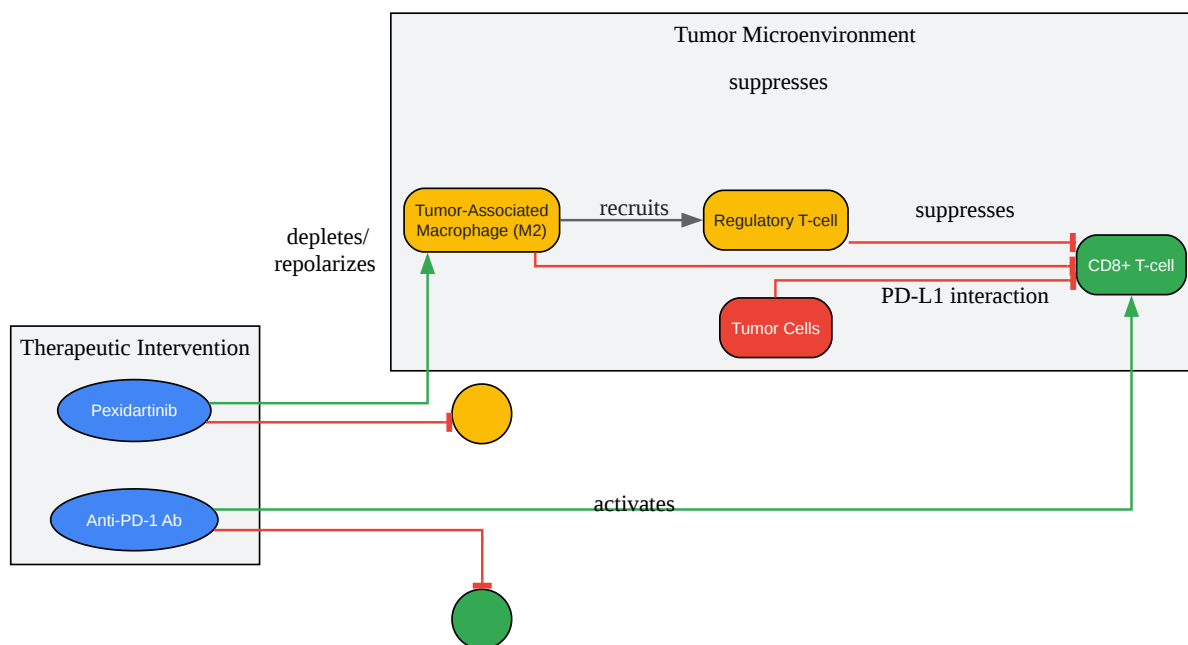 Tumor Microenvironment
suppresses
Tumor-Associated
Macrophage (M2)
recruits
Regulatory T-cell
suppresses
CD8+ T-cell
depletes/
repolarizes
PD-L1 interaction
Tumor Cells
Therapeutic Intervention
Pexidartinib
activates
Anti-PD-1 Ab